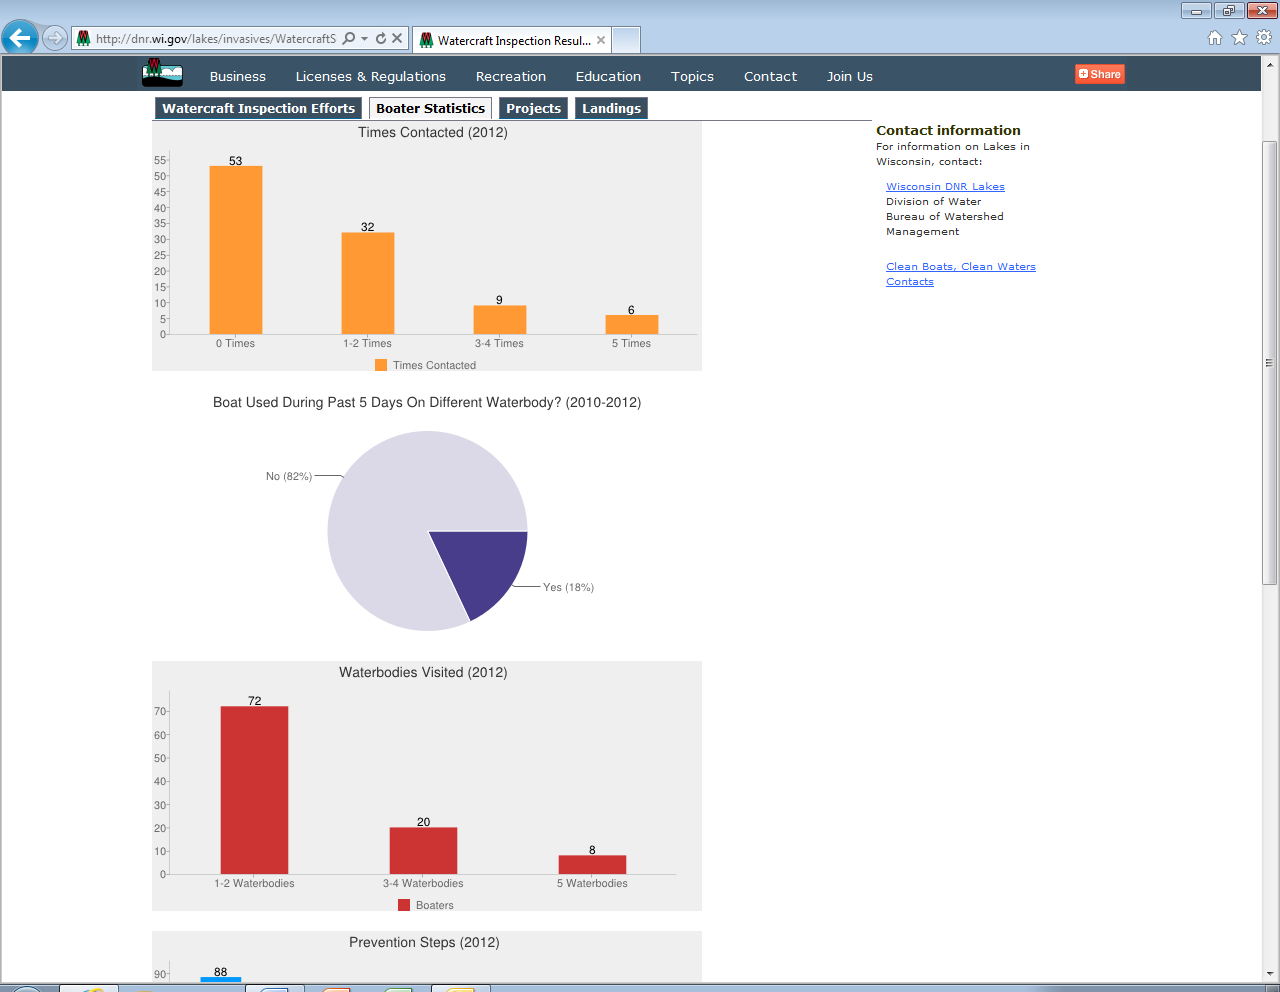 http://dnr.wi.gov/lakes/invasives/WatercraftS
Watercraft Inspection Resul...
Business Licenses & Regulations Recreation Education Topics Contact Join Us
Share
Watercraft Inspection Efforts Boater Statistics Projects Landings
Times Contacted (2012)
55
50
45
40
35
30
25
20
15
10
5
0
53
32
9
6
0 Times 1-2 Times 3-4 Times 5 Times
Times Contacted
Contact information
For information on Lakes in
Wisconsin, contact:
Wisconsin DNR Lakes
Division of Water
Bureau of Watershed
Management
Clean Boats, Clean Waters
Contacts
Boat Used During Past 5 Days On Different Waterbody? (2010-2012)
No (82%)
Yes (18%)
Waterbodies Visited (2012)
70
60
50
40
30
20
10
0
72
20
8
1-2 Waterbodies 3-4 Waterbodies 5 Waterbodies
Boaters
Prevention Steps (2012)
90
88